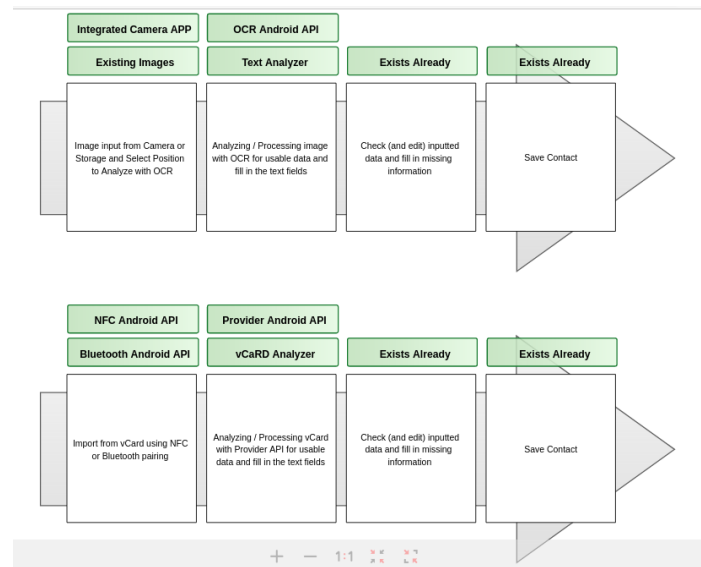 Integrated Camera APP
OCR Android API
Existing Images
Text Analyzer
Exists Already
Exists Already
Image input from Camera or
Storage and Select Position
to Analyze with OCR
Analyzing / Processing image
with OCR for usable data and
fill in the text fields
Check (and edit) inputted
data and fill in missing
information
Save Contact
NFC Android API
Provider Android API
Bluetooth Android API
vCaRD Analyzer
Exists Already
Exists Already
Import from vCard using NFC
or Bluetooth pairing
Analyzing / Processing vCard
with Provider API for usable
data and fill in the text fields
Check (and edit) inputted
data and fill in missing
information
Save Contact
1:1